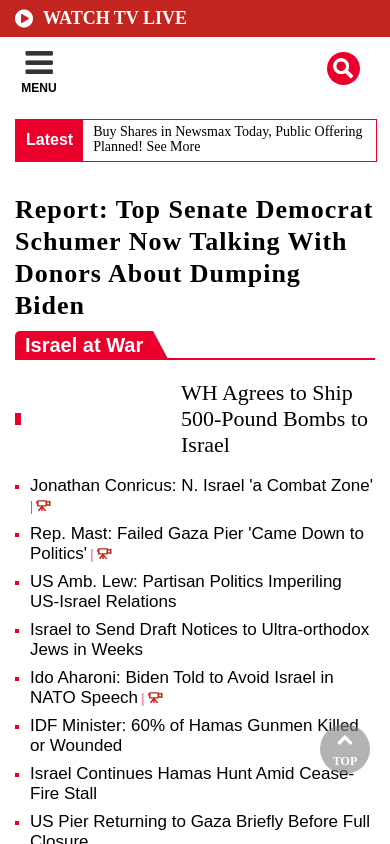 WATCH TV LIVE
MENU
Latest
Buy Shares in Newsmax Today, Public Offering
Planned! See More
Report: Top Senate Democrat
Schumer Now Talking With
Donors About Dumping
Biden
Israel at War
WH Agrees to Ship
500-Pound Bombs to
Israel
Jonathan Conricus: N. Israel 'a Combat Zone'
|
Rep. Mast: Failed Gaza Pier 'Came Down to
Politics' |
US Amb. Lew: Partisan Politics Imperiling
US-Israel Relations
Israel to Send Draft Notices to Ultra-orthodox
Jews in Weeks
Ido Aharoni: Biden Told to Avoid Israel in
NATO Speech |
IDF Minister: 60% of Hamas Gunmen Killed
or Wounded
Israel Continues Hamas Hunt Amid Cease-
Fire Stall
TOP
US Pier Returning to Gaza Briefly Before Full
Closure